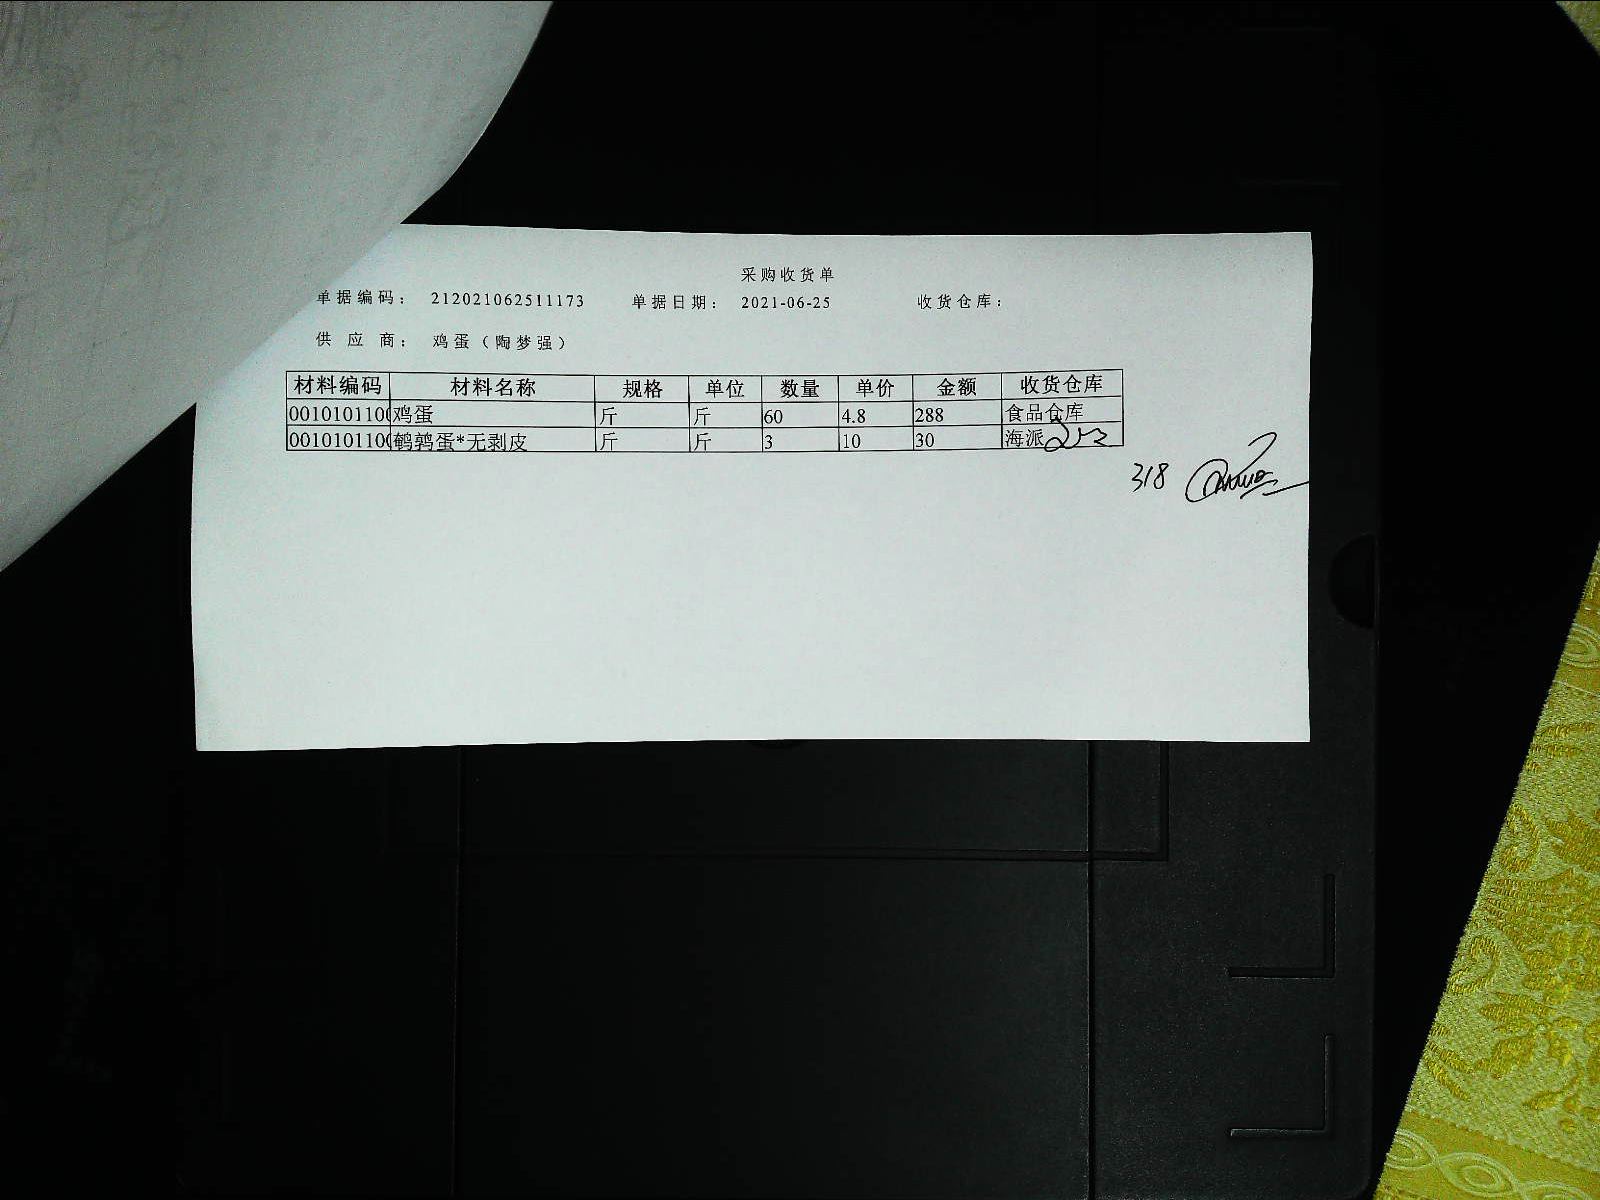 采购收货单
单据编码： 212021062511173 单据日期： 2021-06-25 收货仓库：
供应商： 鸡蛋（陶梦强）
材料编码 材料名称 规格 单位 数量 单价 金额 收货仓库
0010101100 鸡蛋 斤 斤 60 4.8 288 食品仓库
0010101100 鹌鹑蛋*无剥皮 斤 斤 3 10 30 海派
318